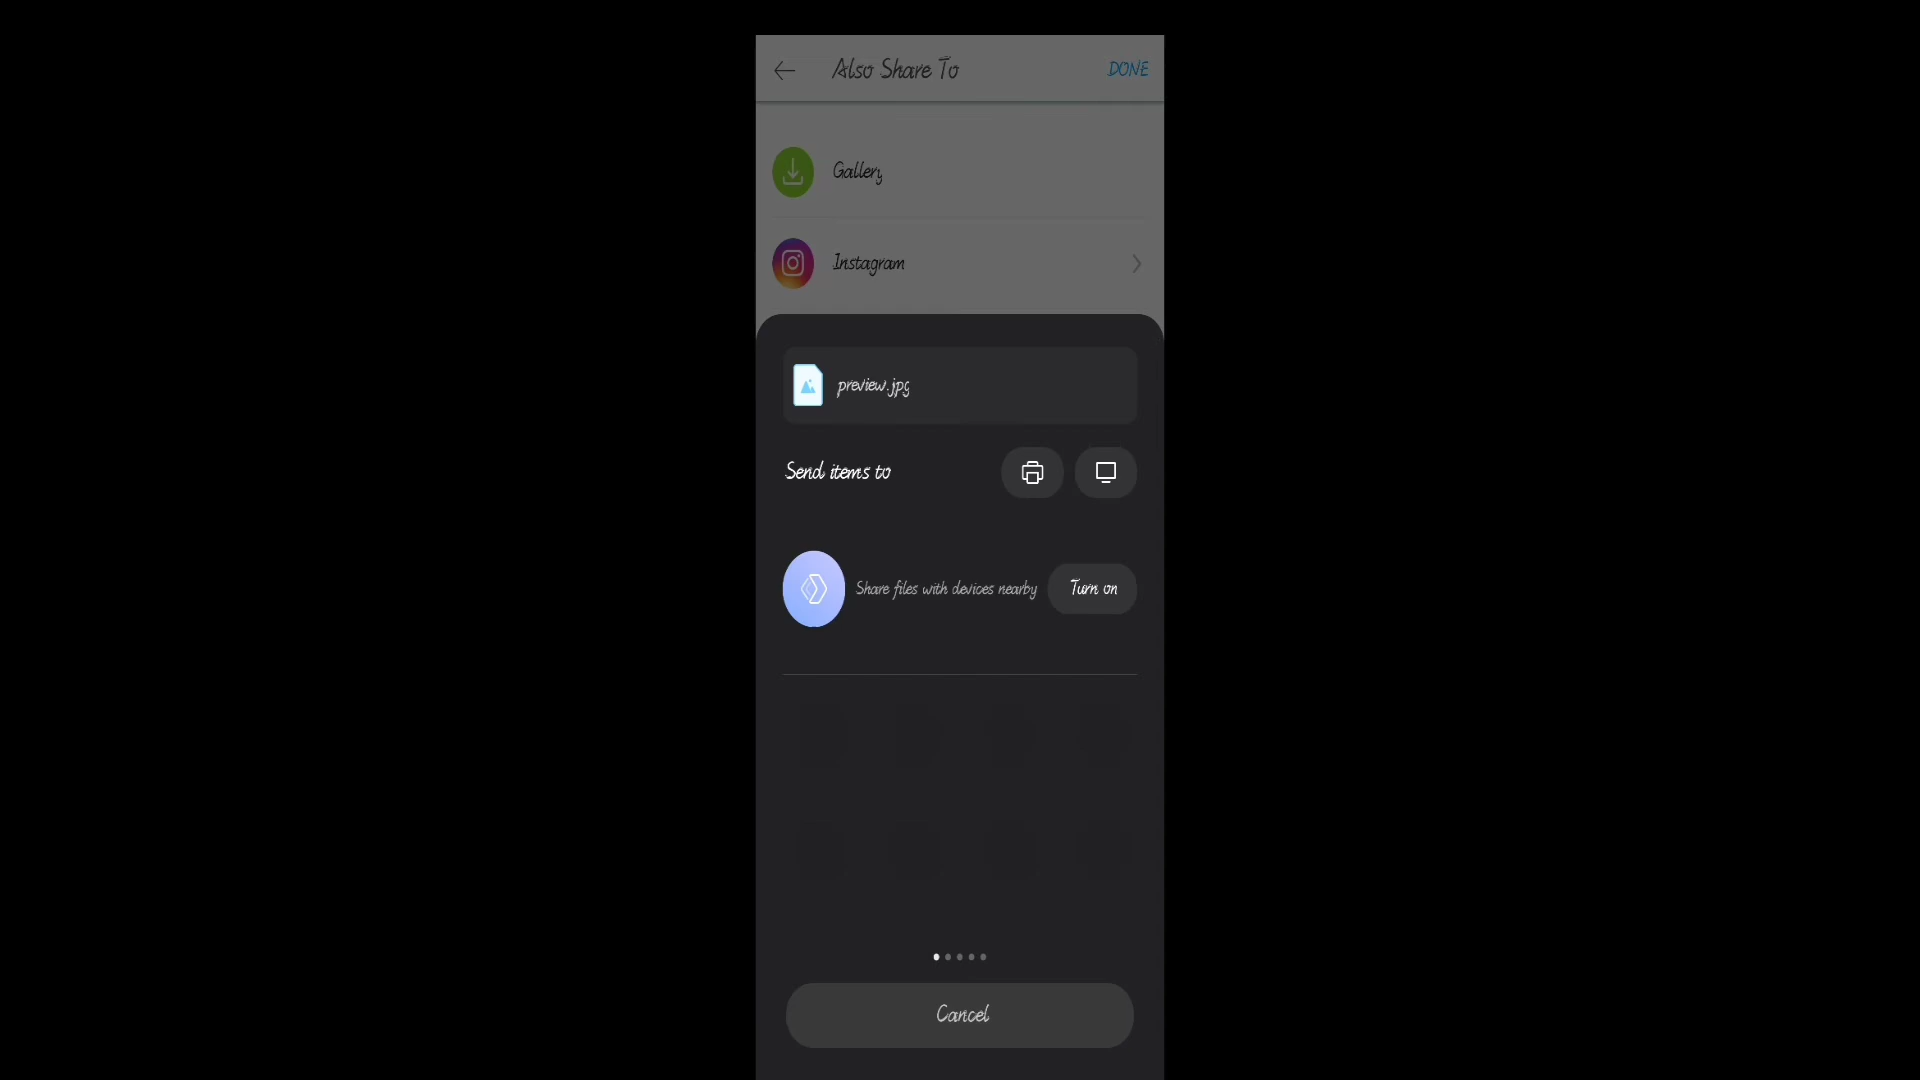 Also Share To
DONE
Gallery
Instagram
preview.jpg
Send items to
Share files with devices nearby
Turn on
Cancel